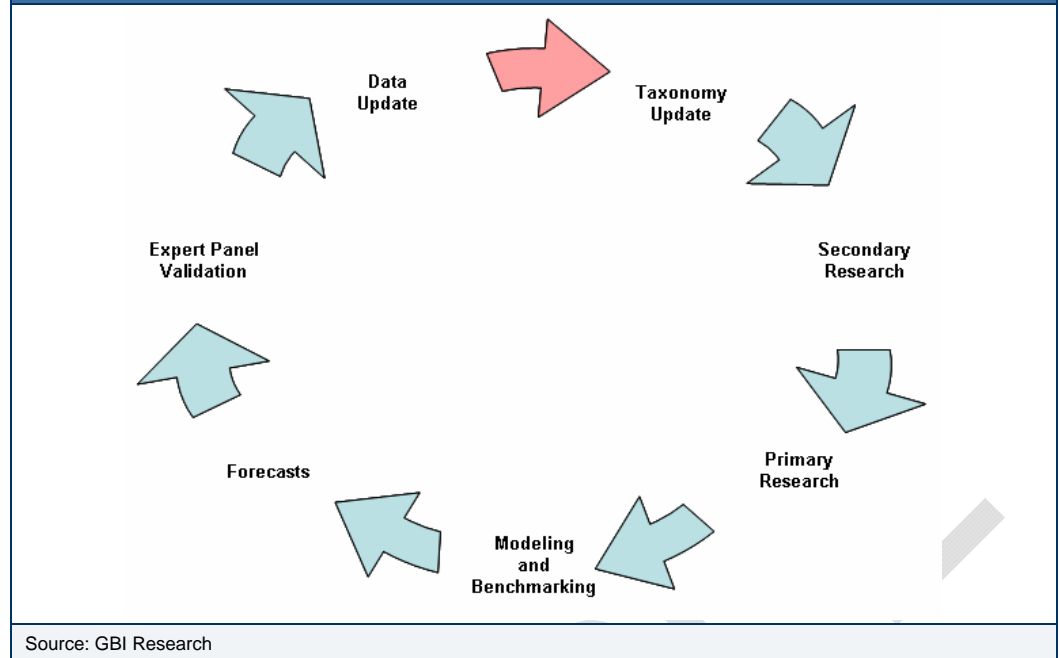 Data
Update
Taxonomy
Update
Secondary
Research
Primary
Research
Modeling
and
Benchmarking
Forecasts
Expert Panel
Validation
Source: GBI Research